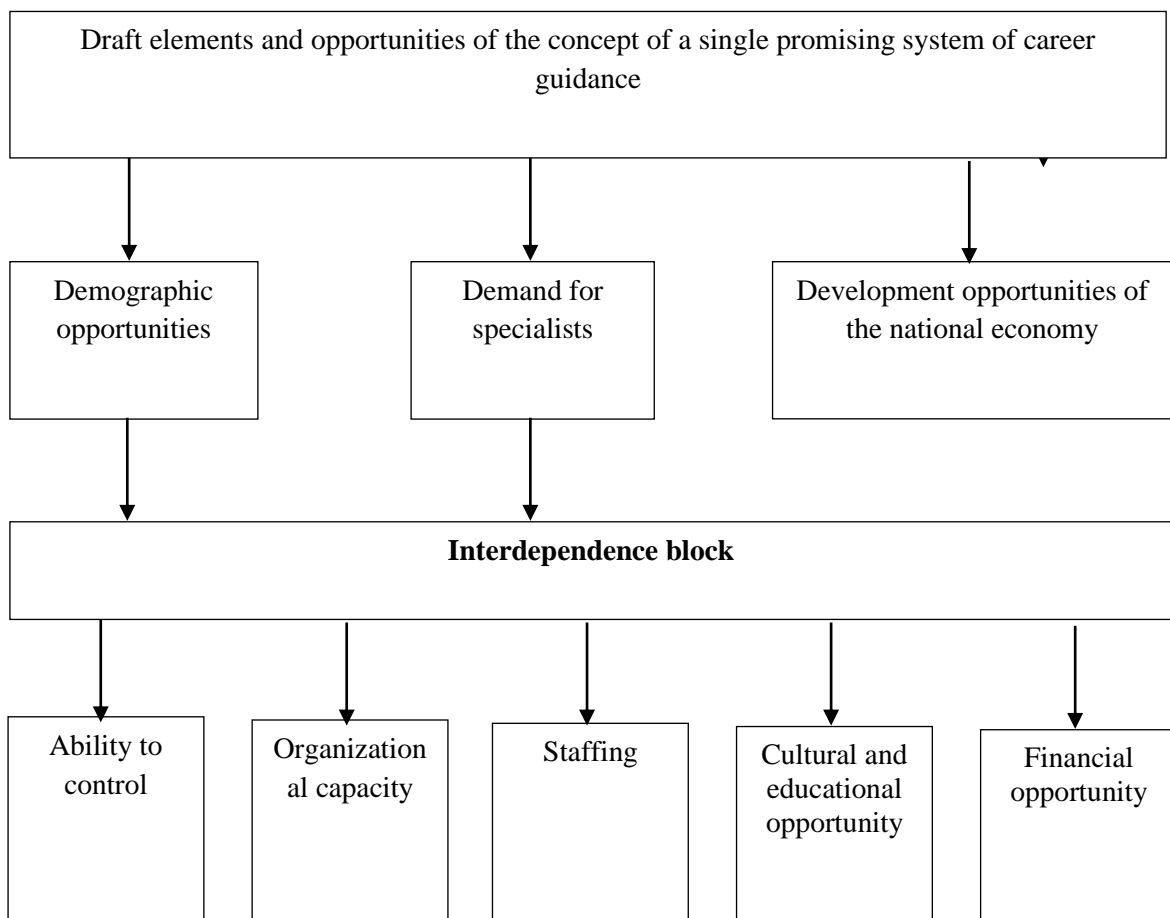 Draft elements and opportunities of the concept of a single promising system of career
guidance
Demographic
opportunities
Demand for
specialists
Development opportunities of
the national economy
Interdependence block
Ability to
control
Organization
al capacity
Staffing
Cultural and
educational
opportunity
Financial
opportunity